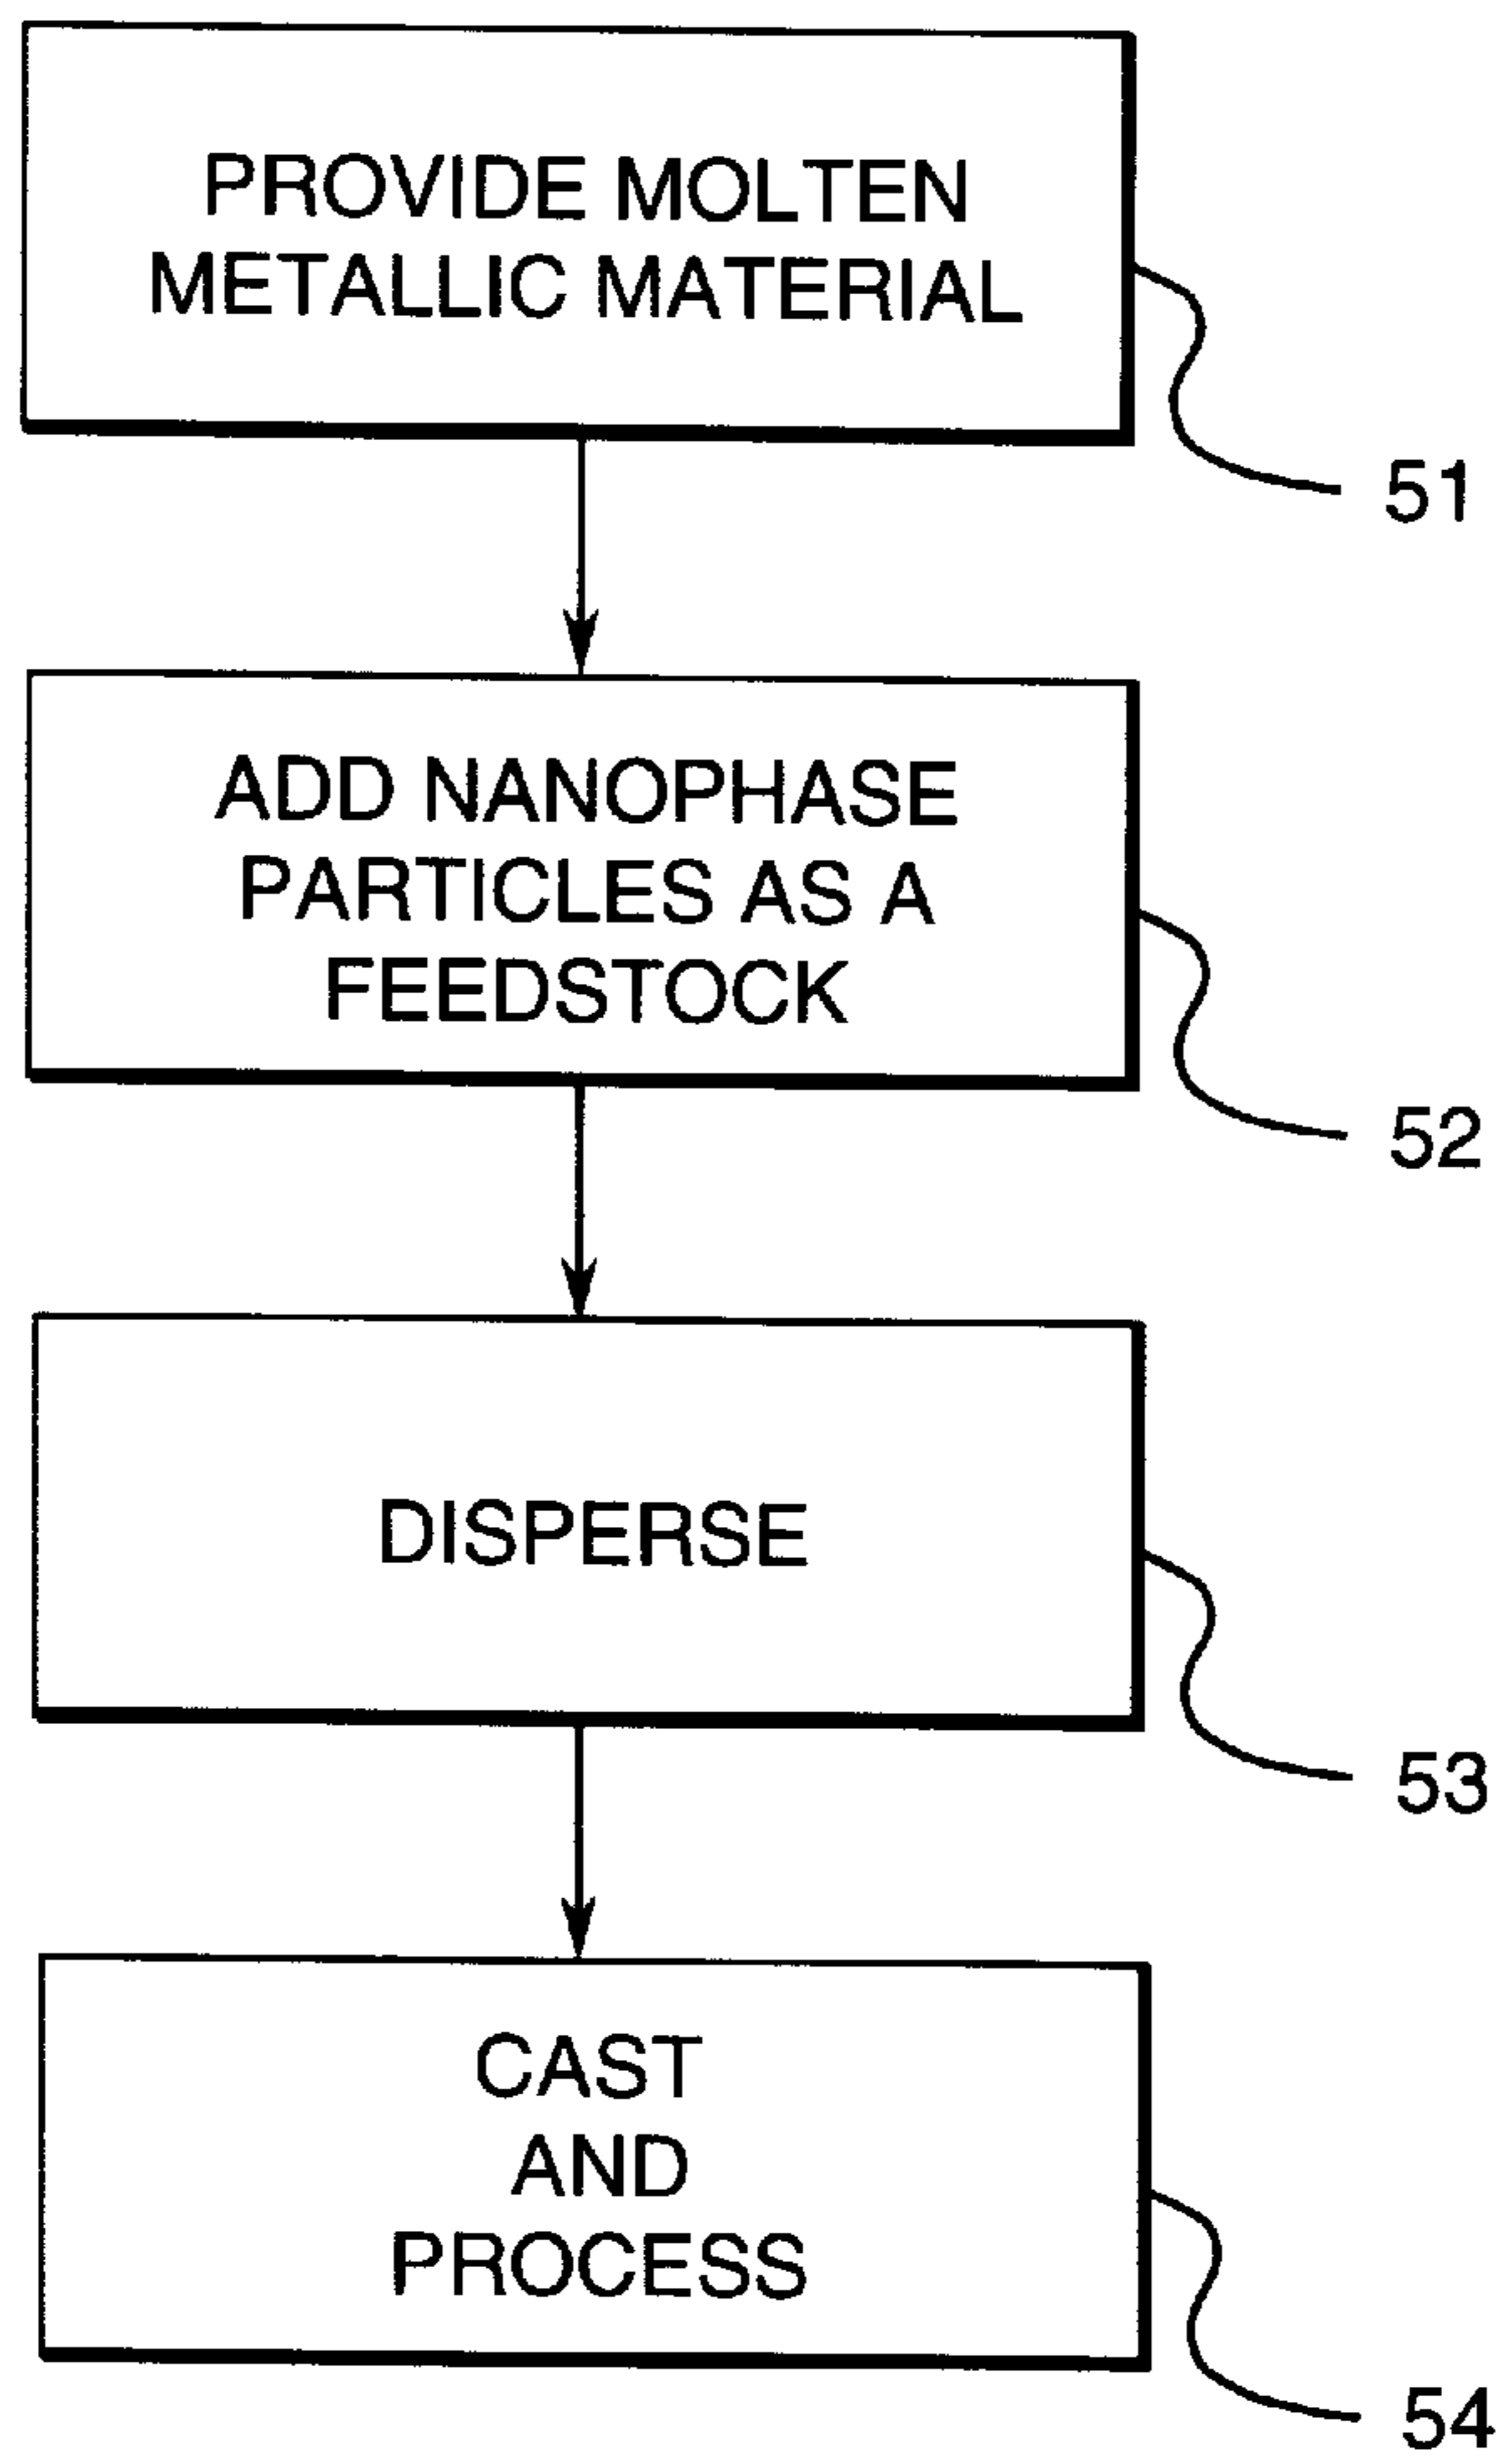 PROVIDE MOLTEN
METALLIC MATERIAL
51
ADD NANOPHASE
PARTICLES AS A
FEEDSTOCK
52
DISPERSE
53
CAST
AND
PROCESS
54